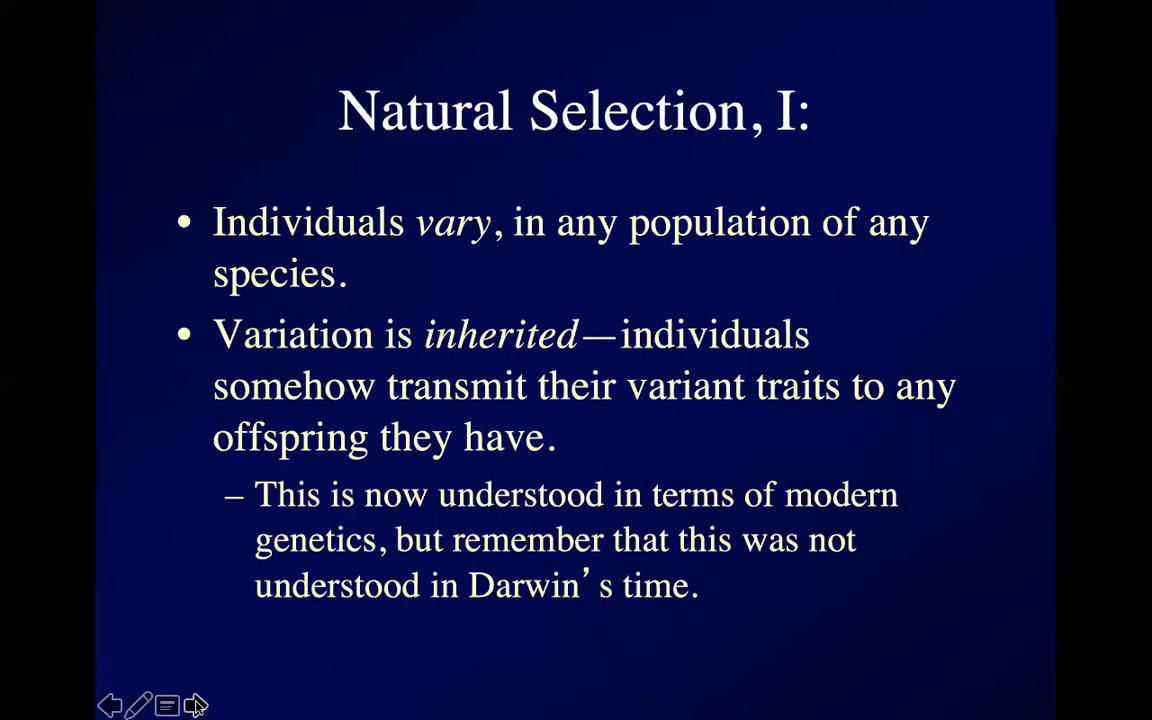 Natural Selection, I:
• Individuals vary, in any population of any
species.
• Variation is inherited—individuals
somehow transmit their variant traits to any
offspring they have.
– This is now understood in terms of modern
genetics, but remember that this was not
understood in Darwin’s time.